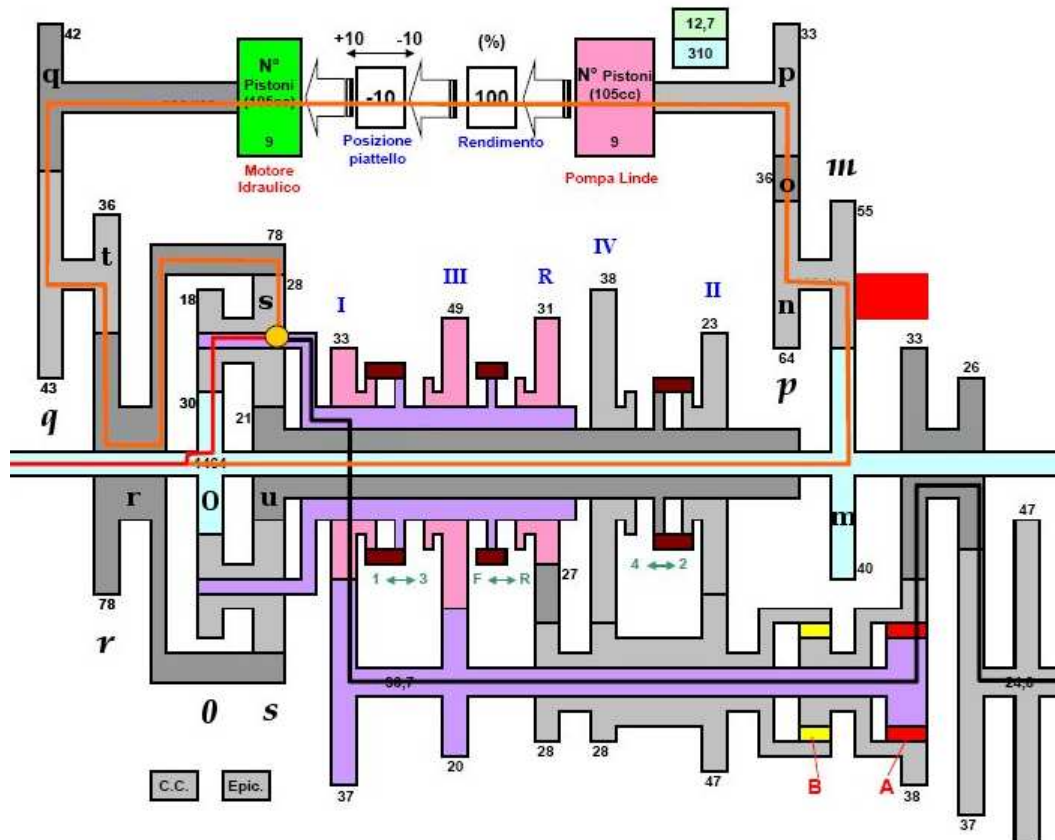 42
+10 -10
(%)
12,7
33
310
q
N°
Pistoni
(105cc)
-10
100
N° Pistoni
(105cc)
p
9
Posizione
piattello
Rendimento
9
36
o
m
Motore
Idraulico
Pompa Linde
55
36
t
78
IV
28
III
R
38
II
18
s
I
49
31
23
n
33
64
33
43
p
26
q
30
21
1464
r
0
u
m
47
1 ↔ 3
F ↔ R
27
4 ↔ 2
40
78
r
0
s
24,6
28
28
20
47
C.C.
Epic.
37
B
A
38
37